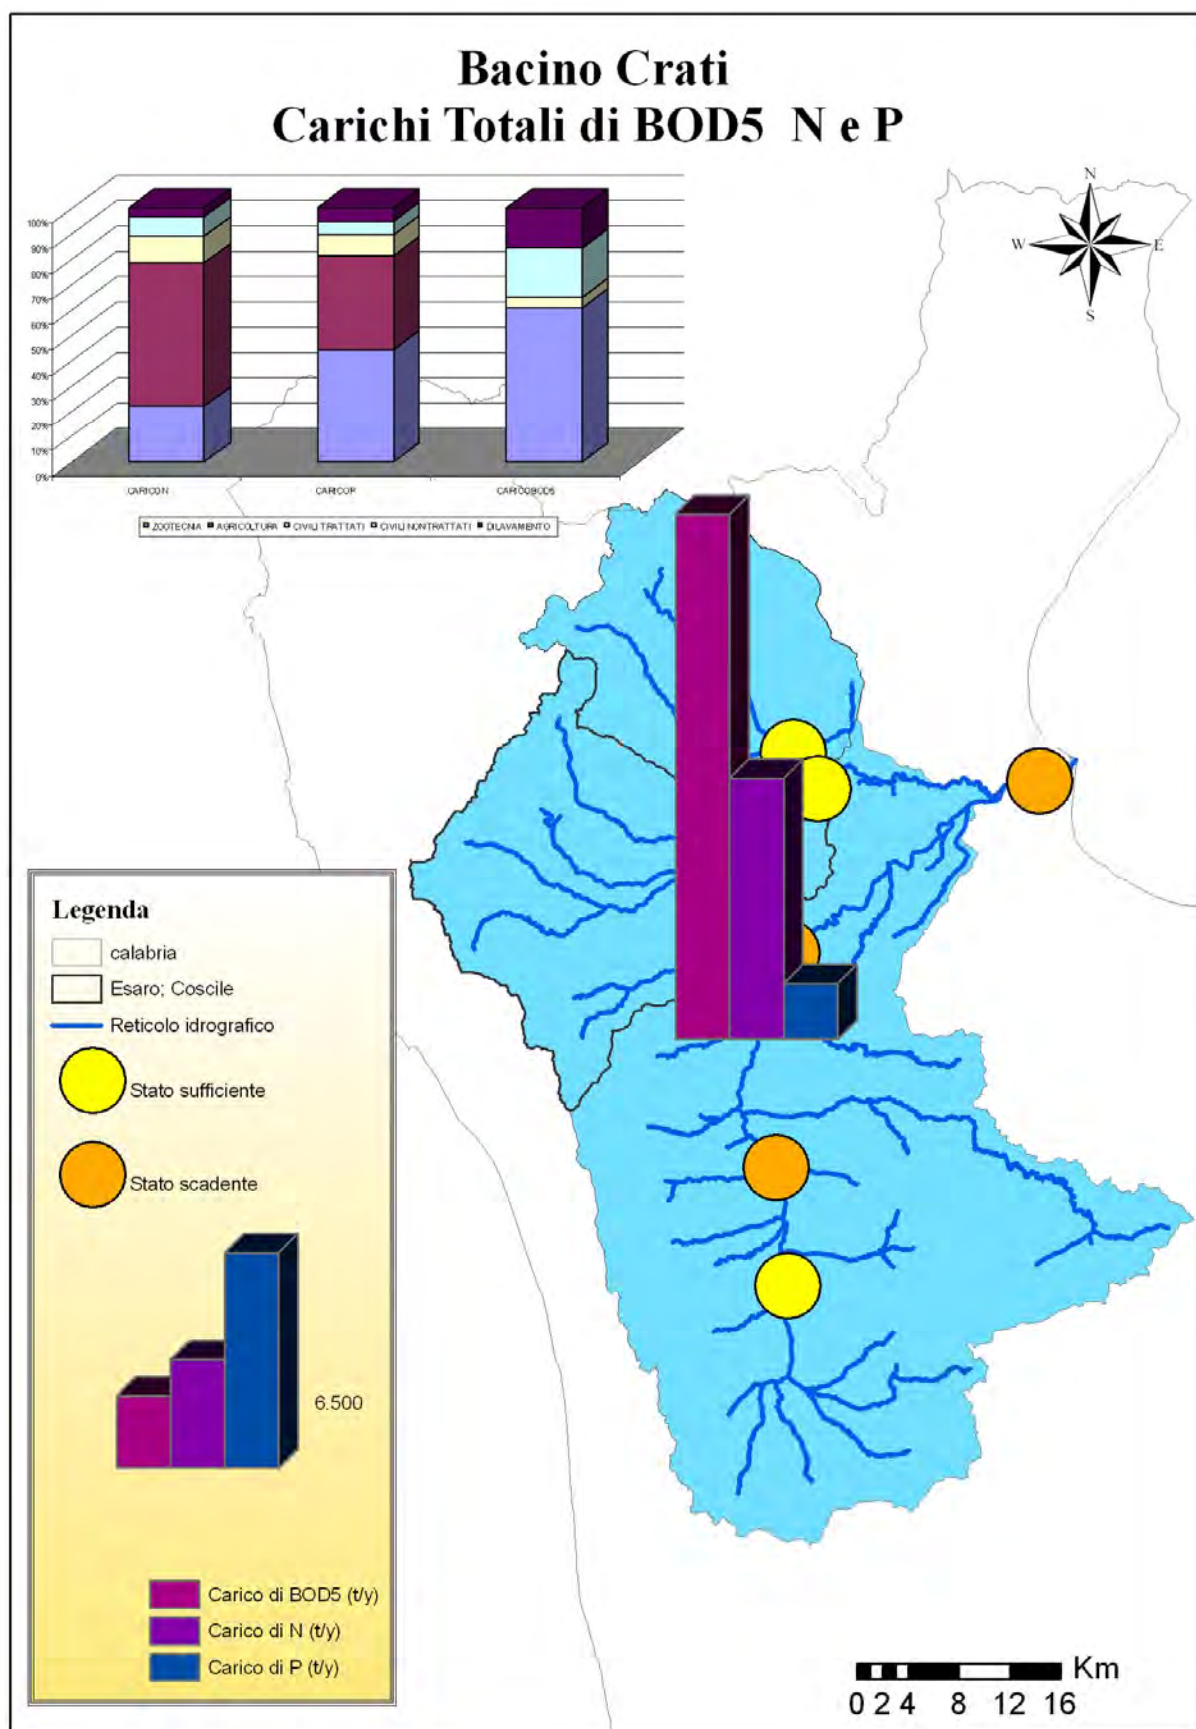 Bacino Crati
Carichi Totali di BOD5 N e P
N
W
E
S
100%
90%
80%
70%
60%
50%
40%
30%
20%
10%
0%
CARICON
CARICOP
CARICOBOD5
ZOOTECNIA AGRICOLTURA CIVILI TRATTATI CIVILI NON TRATTATI DILAVAMENTO
Legenda
calabria
Esaro; Coscile
Reticolo idrografico
Stato sufficiente
Stato scadente
6.500
Carico di BOD5 (t/y)
Carico di N (t/y)
Carico di P (t/y)
Km
0 2 4 8 12 16